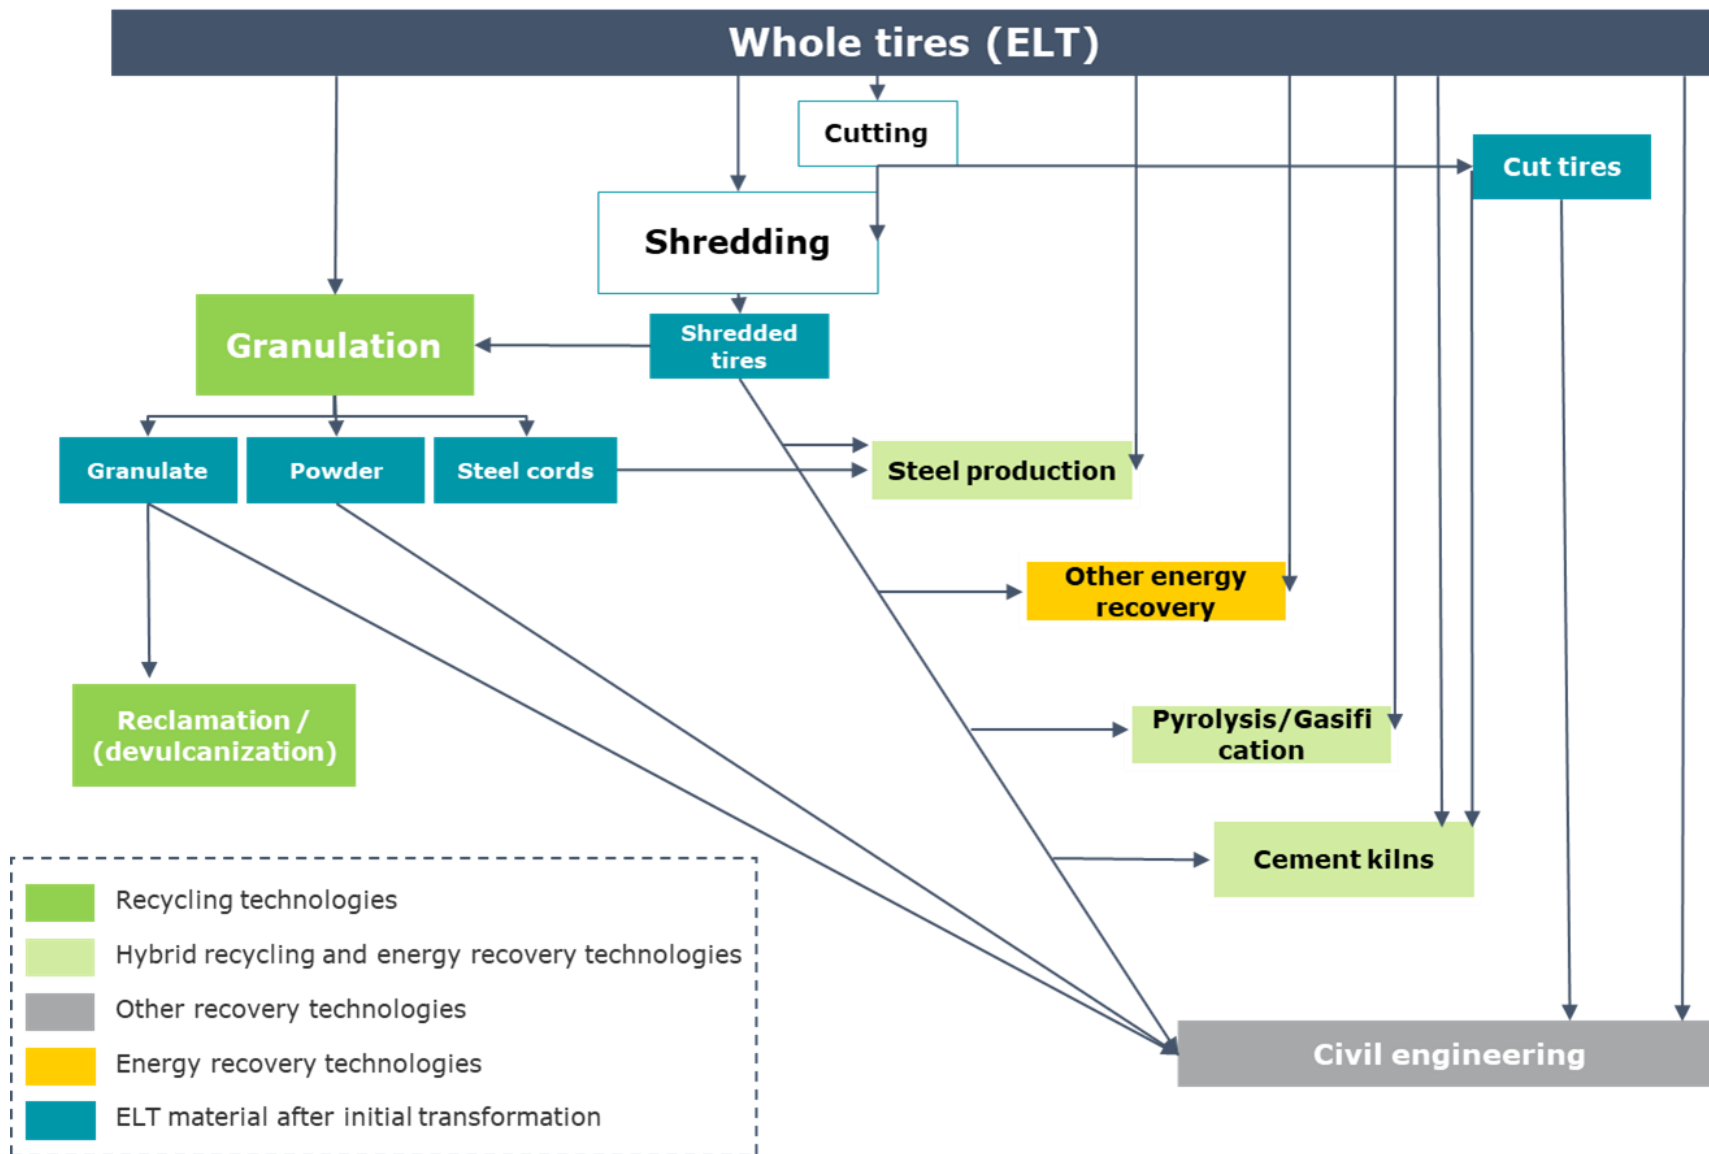 Whole tires (ELT)
Cutting
Cut tires
Shredding
Granulation
Shredded
tires
Granulate
Powder
Steel cords
Steel production
Other energy
recovery
Reclamation /
(devulcanization)
Pyrolysis/Gasifi
cation
Cement kilns
Recycling technologies
Hybrid recycling and energy recovery technologies
Other recovery technologies
Energy recovery technologies
ELT material after initial transformation
Civil engineering